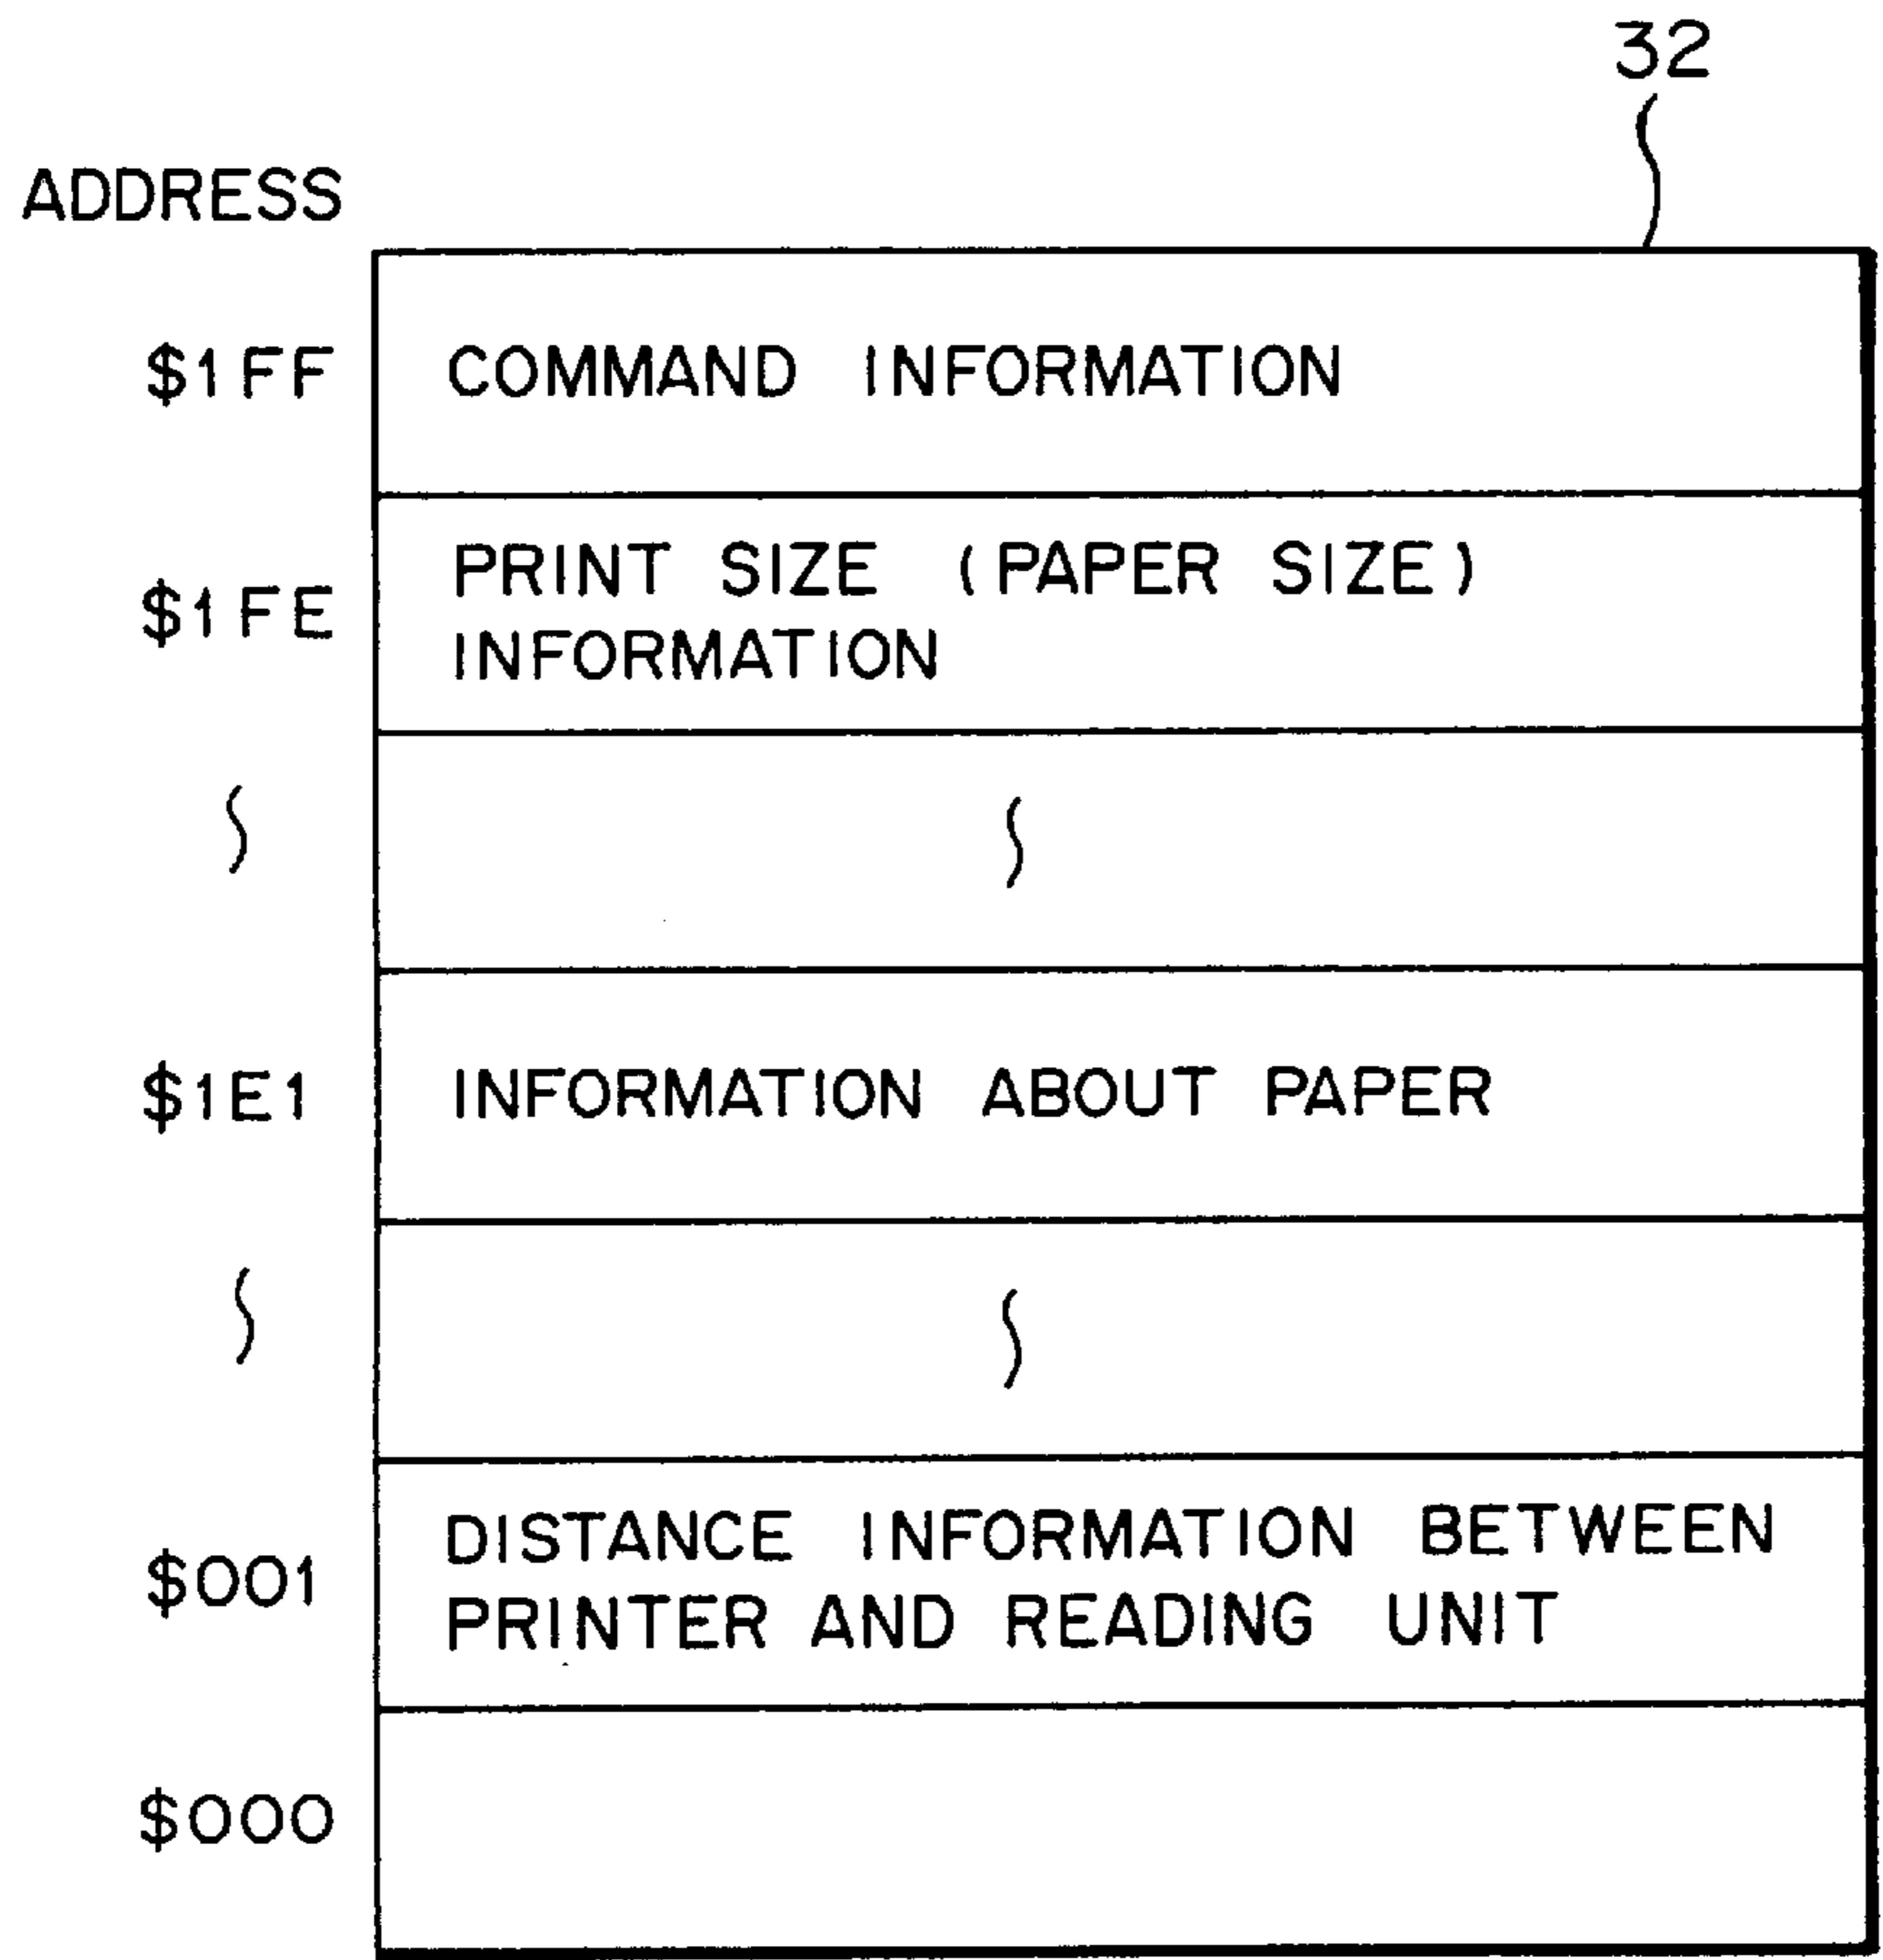 32
ADDRESS
$1FF COMMAND INFORMATION
$1FE PRINT SIZE (PAPER SIZE)
INFORMATION
$1E1 INFORMATION ABOUT PAPER
$001 DISTANCE INFORMATION BETWEEN
PRINTER AND READING UNIT
$000